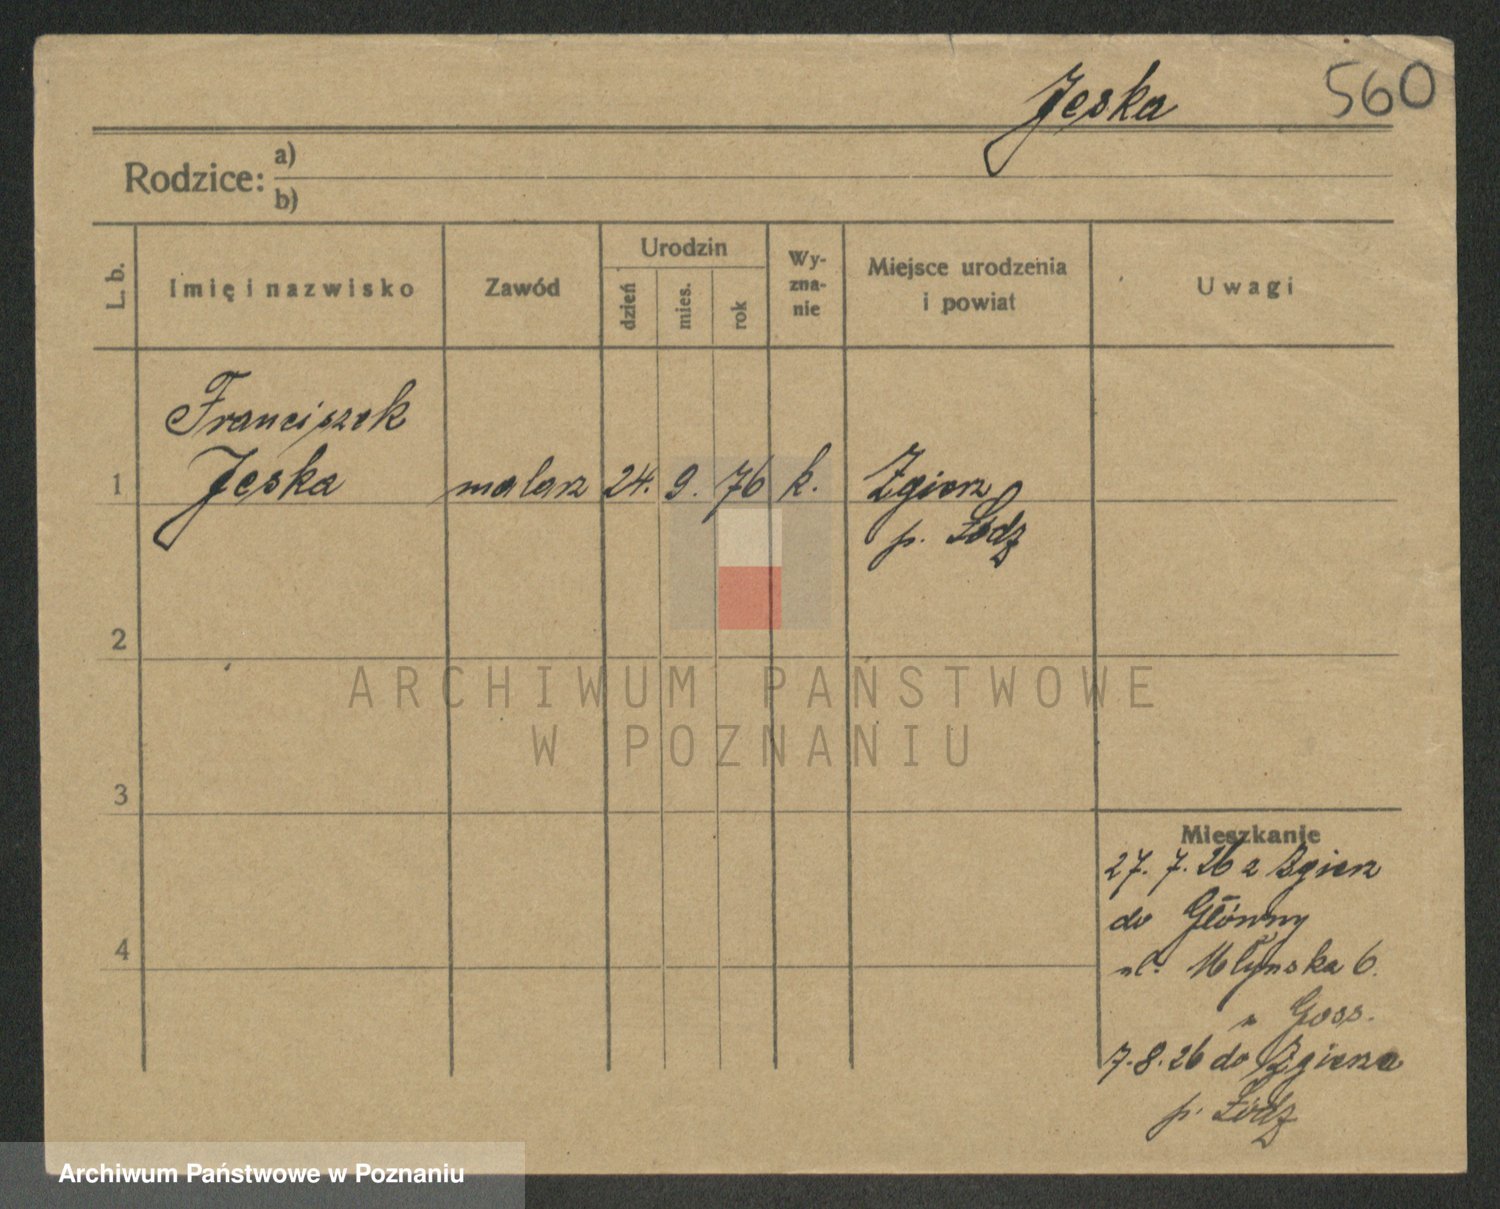 Jeska 560
Rodzice: a)
b)
L. b.
Imię i nazwisko
Zawód
Urodzin
dzień
mies.
rok
Wy-
zna-
nie
Miejsce urodzenia
i powiat
Uwagi
Franciszek
1 Jeska malarz 24. 9. 76 k. Zgierz
p. Łódź
2
3
4
Mieszkanie
27. 7. 26 z Zgierz
do Główny
ul. Młyńska 6.
u Goss.
7.8.26 do Zgierza
p. Łódź
ARCHIWUM PAŃSTWOWE
W POZNANIU
Archiwum Państwowe w Poznaniu